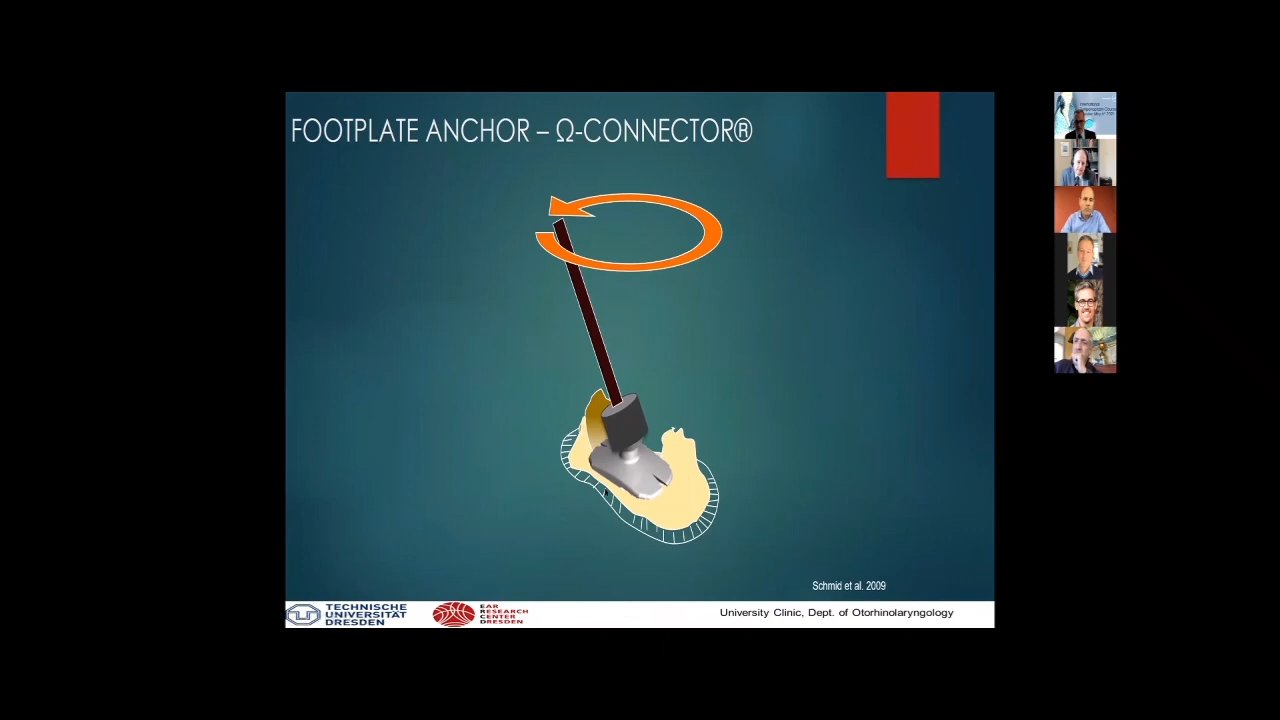 FOOTPLATE ANCHOR – Ω-CONNECTOR®
Schmid et al. 2009
TECHNISCHE
UNIVERSITÄT
DRESDEN
EAR
RESEARCH
CENTER
DRESDEN
University Clinic, Dept. of Otorhinolaryngology
International